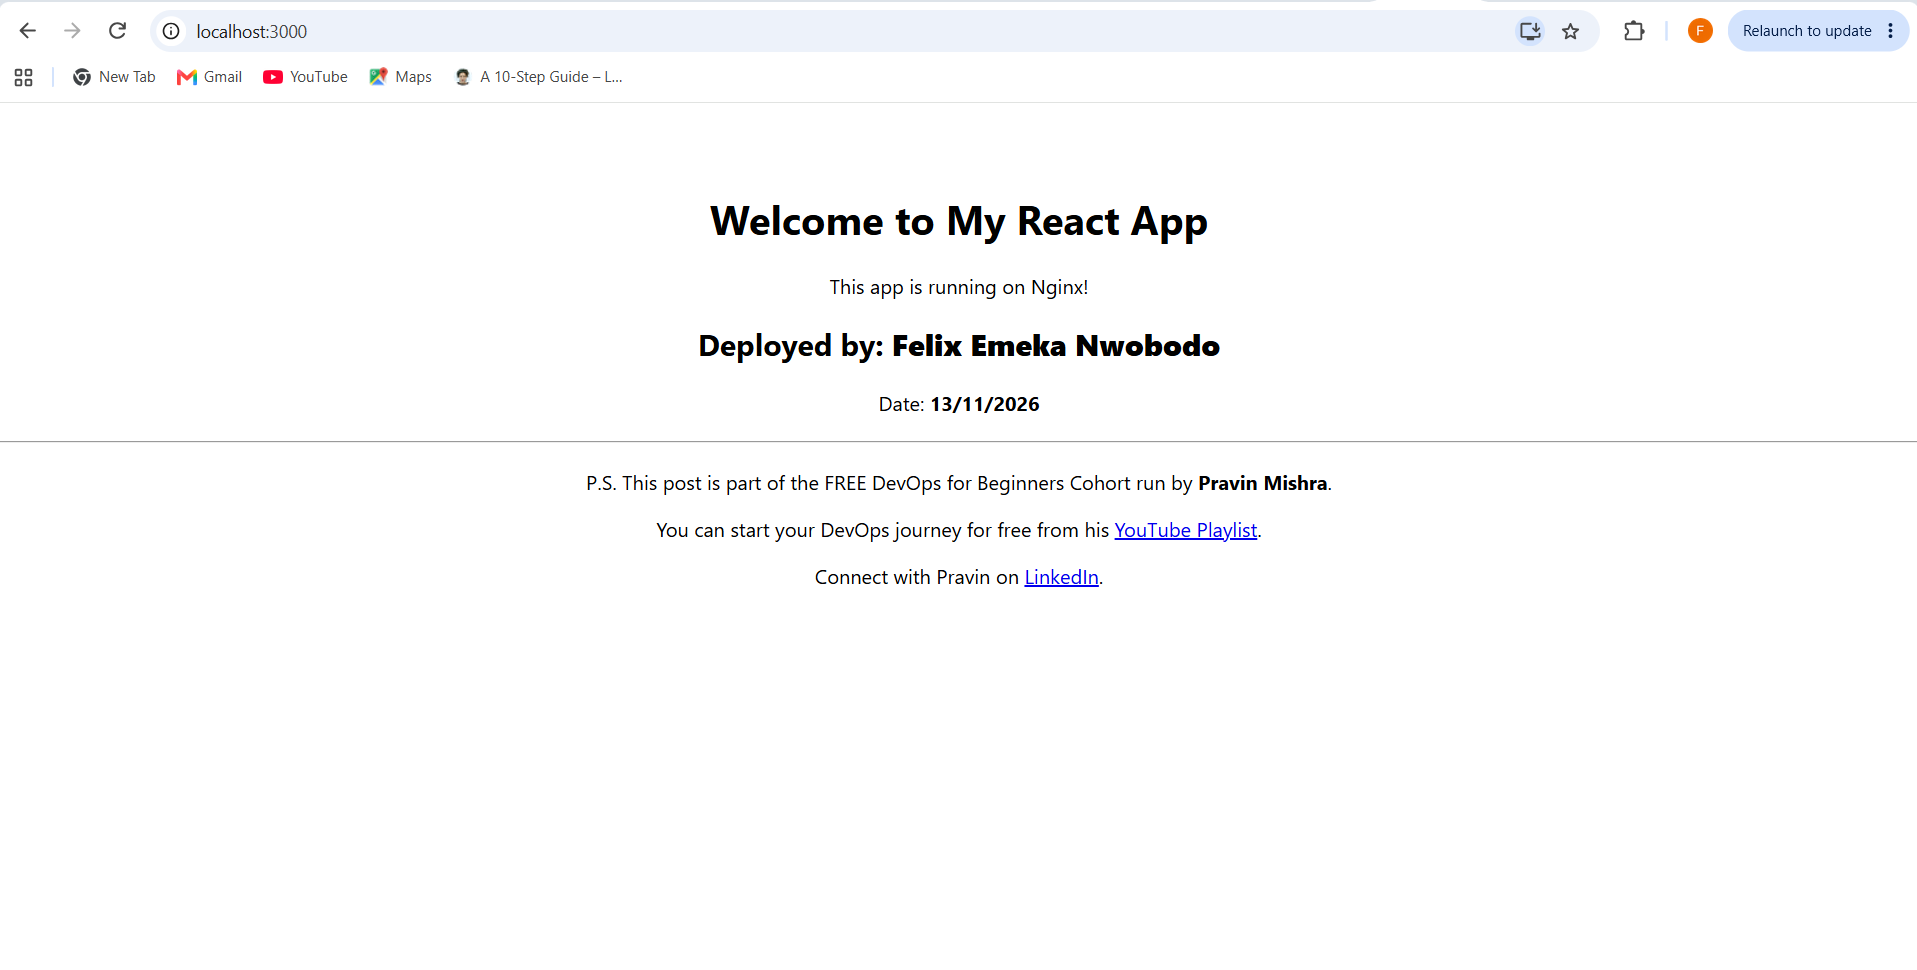 localhost:3000
F
Relaunch to update
New Tab
Gmail
YouTube
Maps
A 10-Step Guide – L...
Welcome to My React App
This app is running on Nginx!
Deployed by: Felix Emeka Nwobodo
Date: 13/11/2026
P.S. This post is part of the FREE DevOps for Beginners Cohort run by Pravin Mishra.
You can start your DevOps journey for free from his YouTube Playlist.
Connect with Pravin on LinkedIn.